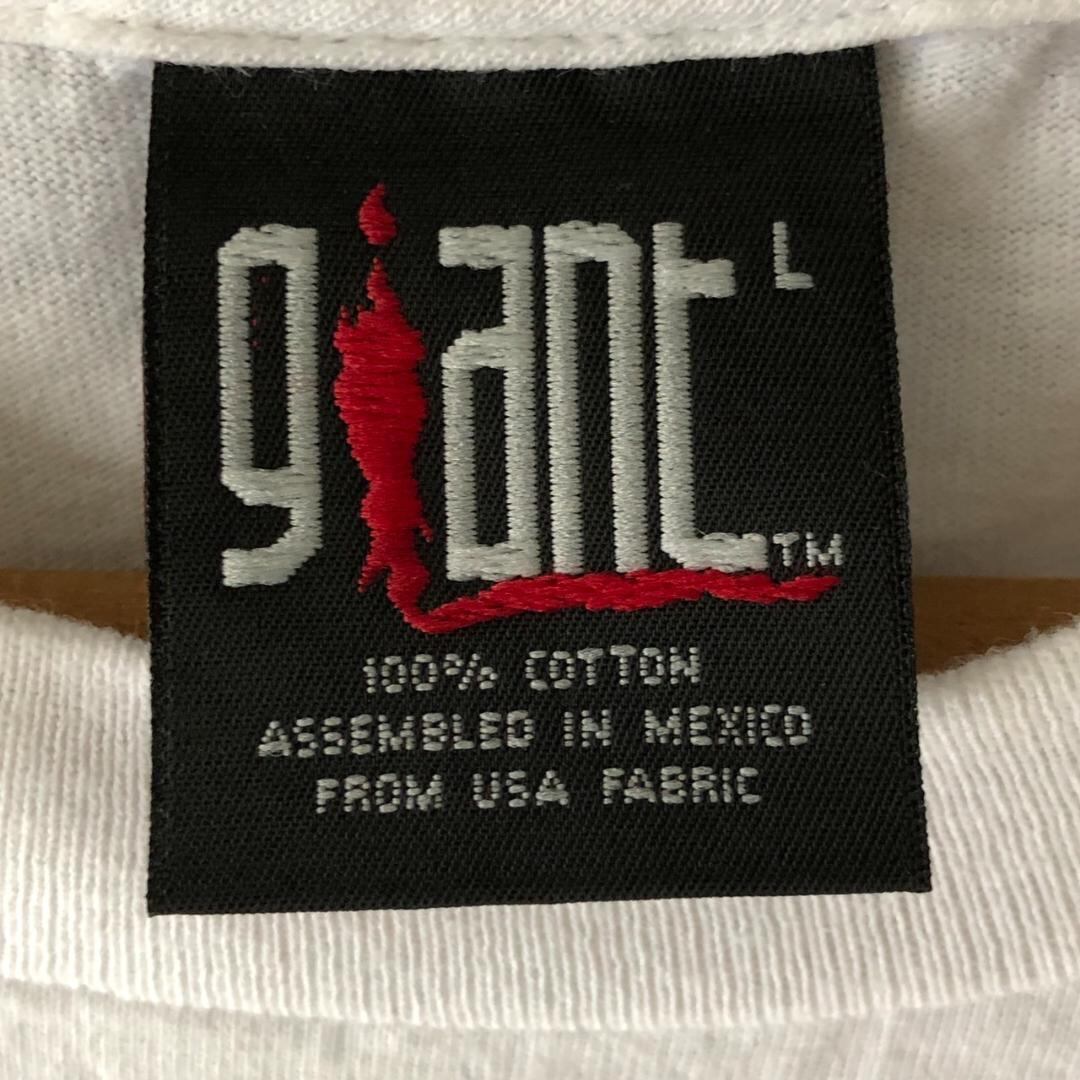 giant L
TM
100% COTTON
ASSEMBLED IN MEXICO
FROM USA FABRIC